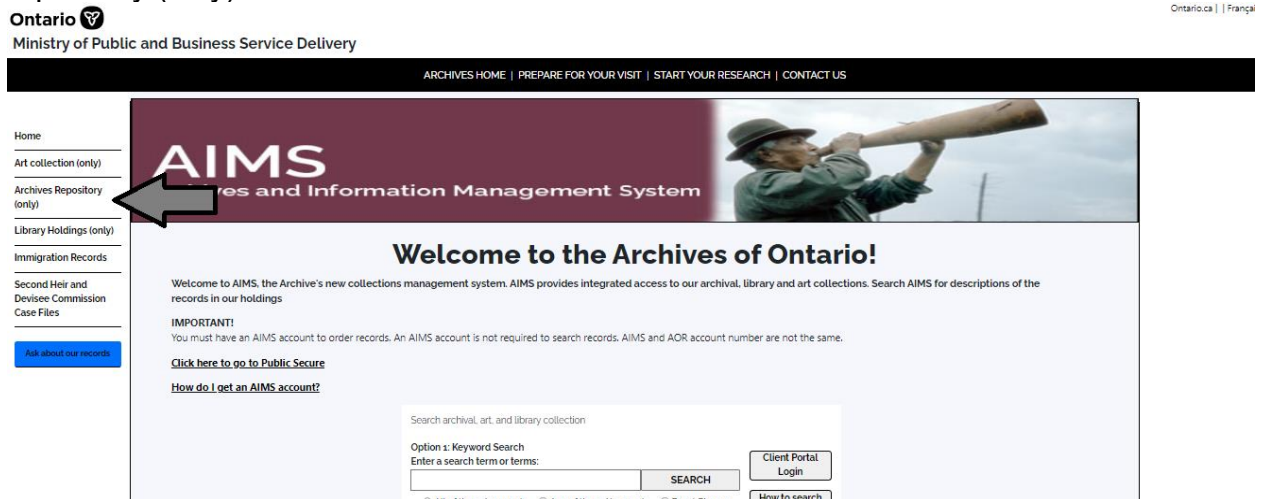 Ontario
Ontario.ca | | Françai
Ministry of Public and Business Service Delivery
ARCHIVES HOME | PREPARE FOR YOUR VISIT | START YOUR RESEARCH | CONTACT US
Home
Art collection (only)
Archives Repository
(only)
Library Holdings (only)
Immigration Records
Second Heir and
Devisee Commission
Case Files
Ask about our records
AIMS
and Information Management System
Welcome to the Archives of Ontario!
Welcome to AIMS, the Archive's new collections management system. AIMS provides integrated access to our archival, library and art collections. Search AIMS for descriptions of the
records in our holdings
IMPORTANT!
You must have an AIMS account to order records. An AIMS account is not required to search records. AIMS and AOR account number are not the same.
Click here to go to Public Secure
How do I get an AIMS account?
Search archival, art, and library collection
Option 1: Keyword Search
Enter a search term or terms:
SEARCH
Client Portal
Login
How to search